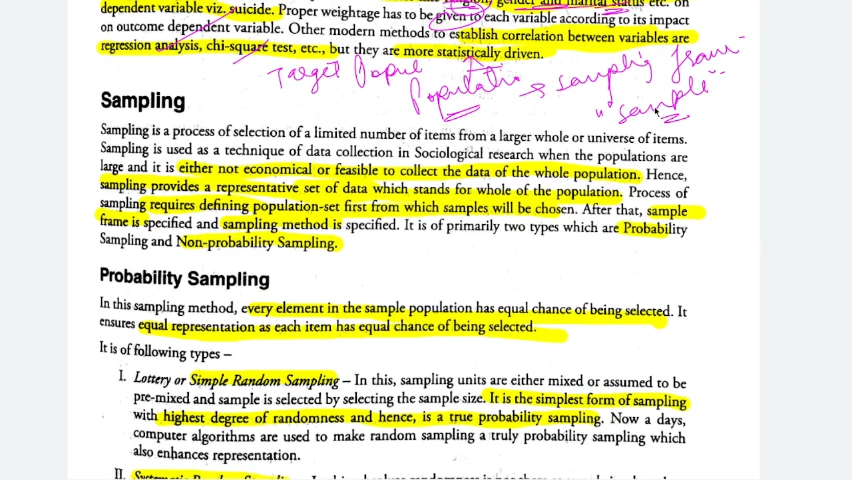 gender and marital status etc. on
dependent variable viz. suicide. Proper weightage has to be given to each variable according to its impact
on outcome dependent variable. Other modern methods to establish correlation between variables are
regression analysis, chi-square test, etc., but they are more statistically driven.
Target Popul
Population → sampling frame
"sample"
Sampling
Sampling is a process of selection of a limited number of items from a larger whole or universe of items.
Sampling is used as a technique of data collection in Sociological research when the populations are
large and it is either not economical or feasible to collect the data of the whole population. Hence,
sampling provides a representative set of data which stands for whole of the population. Process of
sampling requires defining population-set first from which samples will be chosen. After that, sample
frame is specified and sampling method is specified. It is of primarily two types which are Probability
Sampling and Non-probability Sampling.
Probability Sampling
In this sampling method, every element in the sample population has equal chance of being selected. It
ensures equal representation as each item has equal chance of being selected.
It is of following types –
I. Lottery or Simple Random Sampling – In this, sampling units are either mixed or assumed to be
pre-mixed and sample is selected by selecting the sample size. It is the simplest form of sampling
with highest degree of randomness and hence, is a true probability sampling. Now a days,
computer algorithms are used to make random sampling a truly probability sampling which
also enhances representation.
II. Systematic Random